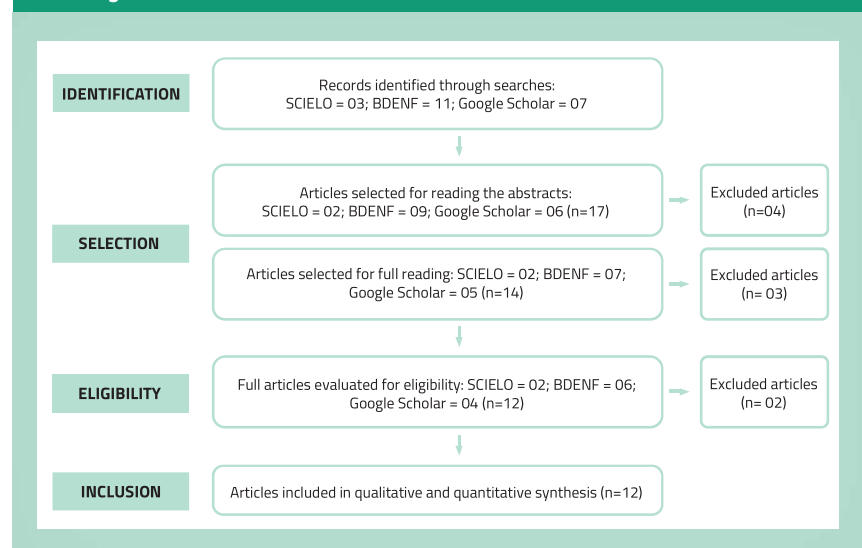 IDENTIFICATION
Records identified through searches:
SCIELO = 03; BDENF = 11; Google Scholar = 07
SELECTION
Articles selected for reading the abstracts:
SCIELO = 02; BDENF = 09; Google Scholar = 06 (n=17)
Excluded articles
(n=04)
Articles selected for full reading: SCIELO = 02; BDENF = 07;
Google Scholar = 05 (n=14)
Excluded articles
(n= 03)
ELIGIBILITY
Full articles evaluated for eligibility: SCIELO = 02; BDENF = 06;
Google Scholar = 04 (n=12)
Excluded articles
(n= 02)
INCLUSION
Articles included in qualitative and quantitative synthesis (n=12)